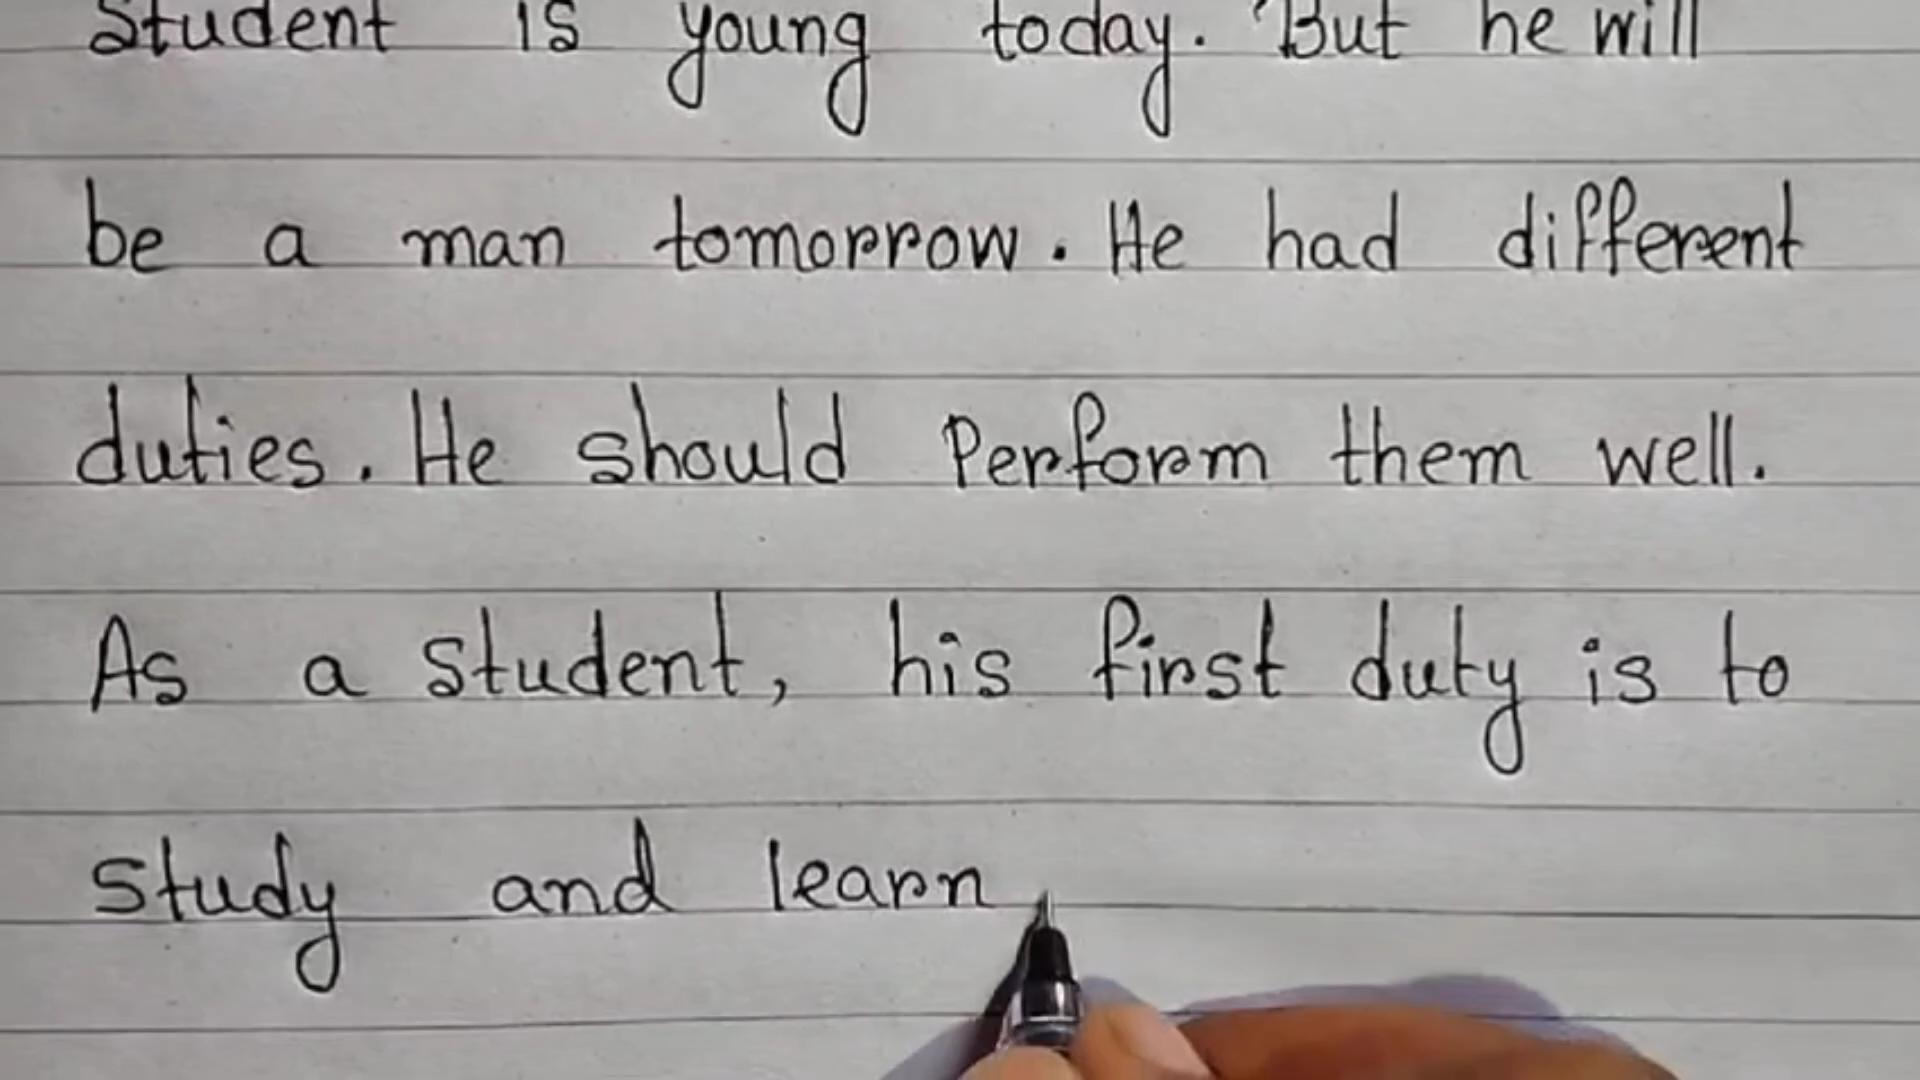 Student is young today. But he will
be a man tomorrow. He had different
duties. He should Perform them well.
As a student, his first duty is to
study and learn